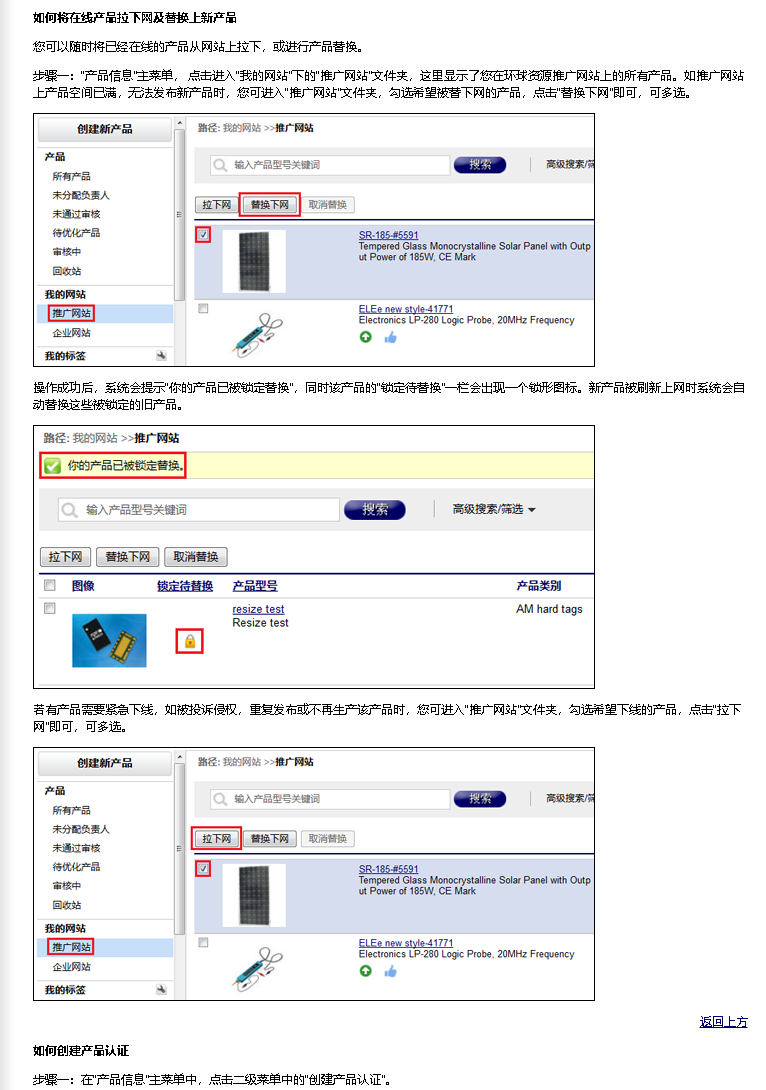 如何将在线产品拉下网及替换上新产品
您可以随时将已经在线的产品从网站上拉下，或进行产品替换。
步骤一："产品信息"主菜单， 点击进入"我的网站"下的"推广网站"文件夹，这里显示了您在环球资源推广网站上的所有产品。如推广网站
上产品空间已满，无法发布新产品时，您可进入"推广网站"文件夹，勾选希望被替下网的产品，点击"替换下网"即可，可多选。
创建新产品
产品
所有产品
未分配负责人
未通过审核
待优化产品
审核中
回收站
我的网站
推广网站
企业网站
我的标签
路径: 我的网站 >>推广网站
输入产品型号关键词
搜索
高级搜索/筛
拉下网 替换下网 取消替换
SR-185-#5591
Tempered Glass Monocrystalline Solar Panel with Outp
ut Power of 185W, CE Mark
ELEe new style-41771
Electronics LP-280 Logic Probe, 20MHz Frequency
操作成功后，系统会提示"你的产品已被锁定替换"，同时该产品的"锁定待替换"一栏会出现一个锁形图标。新产品被刷新上网时系统会自
动替换这些被锁定的旧产品。
路径: 我的网站 >>推广网站
你的产品已被锁定替换。
输入产品型号关键词
搜索
高级搜索/筛选
拉下网 替换下网 取消替换
图像 锁定待替换 产品型号 产品类别
resize test AM hard tags
Resize test
若有产品需要紧急下线，如被投诉侵权，重复发布或不再生产该产品时，您可进入"推广网站"文件夹，勾选希望下线的产品，点击"拉下
网"即可，可多选。
创建新产品
产品
所有产品
未分配负责人
未通过审核
待优化产品
审核中
回收站
我的网站
推广网站
企业网站
我的标签
路径: 我的网站 >>推广网站
输入产品型号关键词
搜索
高级搜索/筛
拉下网 替换下网 取消替换
SR-185-#5591
Tempered Glass Monocrystalline Solar Panel with Outp
ut Power of 185W, CE Mark
ELEe new style-41771
Electronics LP-280 Logic Probe, 20MHz Frequency
返回上方
如何创建产品认证
步骤一：在"产品信息"主菜单中，点击二级菜单中的"创建产品认证"。